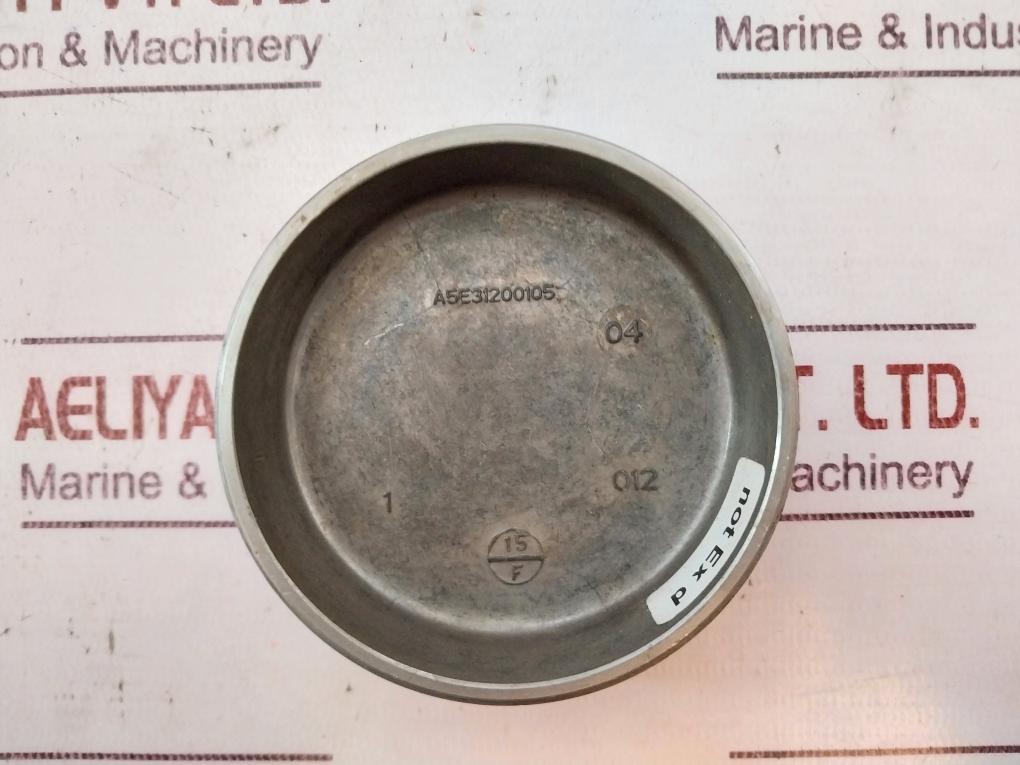 on & Machinery
Marine & Indus
A5E31200105
04
AELIYA
T. LTD.
Marine &
achinery
1
012
15
F
not Ex d